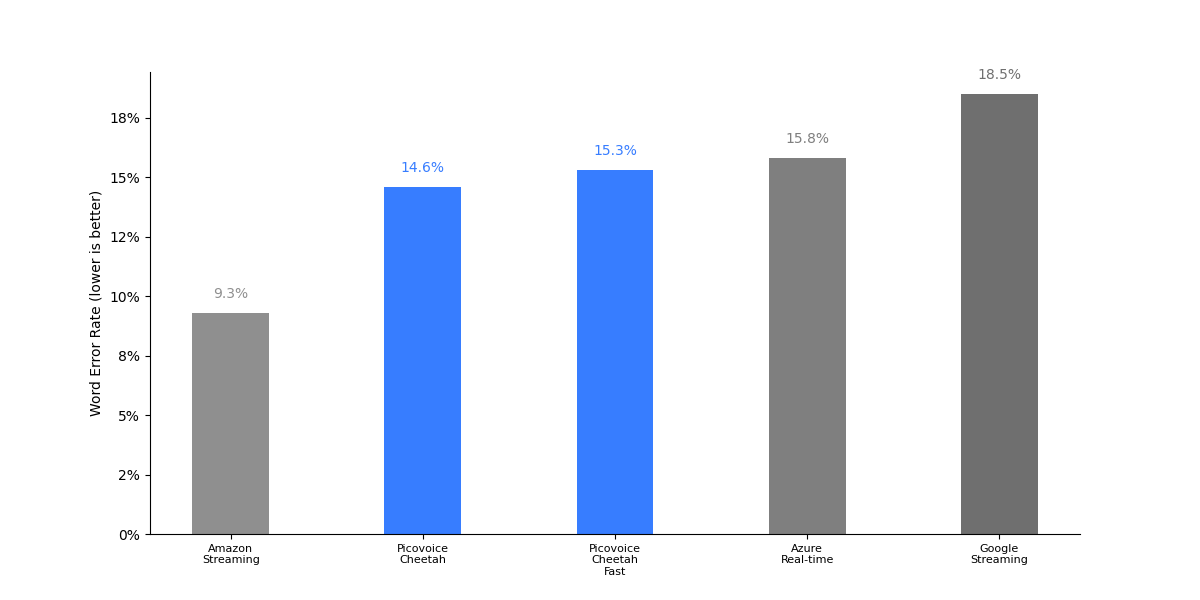 18.5%
18%
15.8%
15.3%
14.6%
15%
12%
10%
9.3%
8%
5%
2%
0%
Word Error Rate (lower is better)
Amazon
Streaming
Picovoice
Cheetah
Picovoice
Cheetah
Fast
Azure
Real-time
Google
Streaming